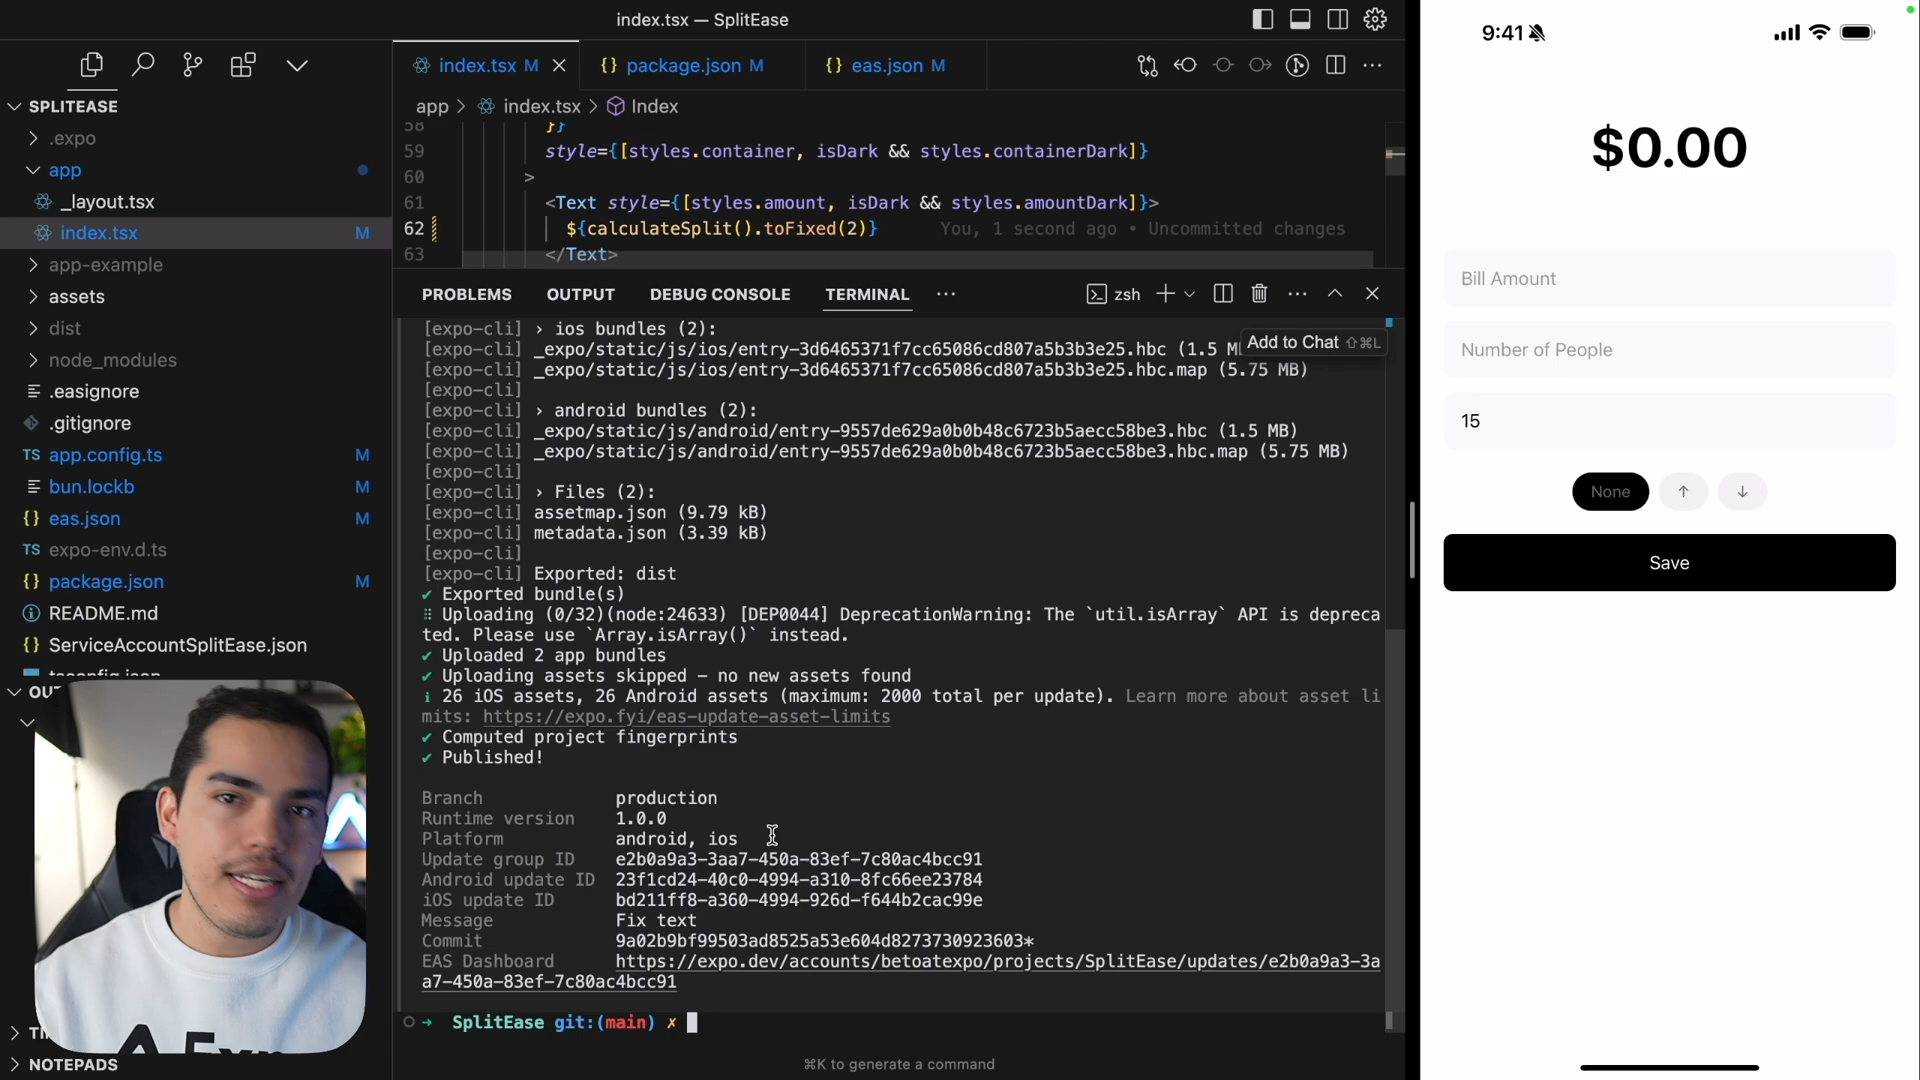 index.tsx — SplitEase
index.tsx M
{} package.json M
{} eas.json M
SPLITEASE
app > index.tsx > Index
.expo
app
_layout.tsx
index.tsx M
app-example
assets
dist
node_modules
.easignore
.gitignore
TS app.config.ts M
bun.lockb M
{} eas.json M
TS expo-env.d.ts
{} package.json M
README.md
{} ServiceAccountSplitEase.json
tsconfig.json
NOTEPADS
58 }}
59 style={[styles.container, isDark && styles.containerDark]}
60 >
61 <Text style={[styles.amount, isDark && styles.amountDark]}>
62 ${calculateSplit().toFixed(2)} You, 1 second ago • Uncommitted changes
63 </Text>
PROBLEMS OUTPUT DEBUG CONSOLE TERMINAL ··· zsh
Add to Chat ⇧⌘L
[expo-cli] › ios bundles (2):
[expo-cli] _expo/static/js/ios/entry-3d6465371f7cc65086cd807a5b3b3e25.hbc (1.5 M
[expo-cli] _expo/static/js/ios/entry-3d6465371f7cc65086cd807a5b3b3e25.hbc.map (5.75 MB)
[expo-cli]
[expo-cli] › android bundles (2):
[expo-cli] _expo/static/js/android/entry-9557de629a0b0b48c6723b5aecc58be3.hbc (1.5 MB)
[expo-cli] _expo/static/js/android/entry-9557de629a0b0b48c6723b5aecc58be3.hbc.map (5.75 MB)
[expo-cli]
[expo-cli] › Files (2):
[expo-cli] assetmap.json (9.79 kB)
[expo-cli] metadata.json (3.39 kB)
[expo-cli]
[expo-cli] Exported: dist
✔ Exported bundle(s)
⠿ Uploading (0/32)(node:24633) [DEP0044] DeprecationWarning: The `util.isArray` API is depreca
ted. Please use `Array.isArray()` instead.
✔ Uploaded 2 app bundles
✔ Uploading assets skipped – no new assets found
ℹ 26 iOS assets, 26 Android assets (maximum: 2000 total per update). Learn more about asset li
mits: https://expo.fyi/eas-update-asset-limits
✔ Computed project fingerprints
✔ Published!
Branch production
Runtime version 1.0.0
Platform android, ios
Update group ID e2b0a9a3-3aa7-450a-83ef-7c80ac4bcc91
Android update ID 23f1cd24-40c0-4994-a310-8fc66ee23784
iOS update ID bd211ff8-a360-4994-926d-f644b2cac99e
Message Fix text
Commit 9a02b9bf99503ad8525a53e604d8273730923603*
EAS Dashboard https://expo.dev/accounts/betoatexpo/projects/SplitEase/updates/e2b0a9a3-3a
a7-450a-83ef-7c80ac4bcc91
➜ SplitEase git:(main) ✗
⌘K to generate a command
9:41
$0.00
Bill Amount
Number of People
15
None ↑ ↓
Save